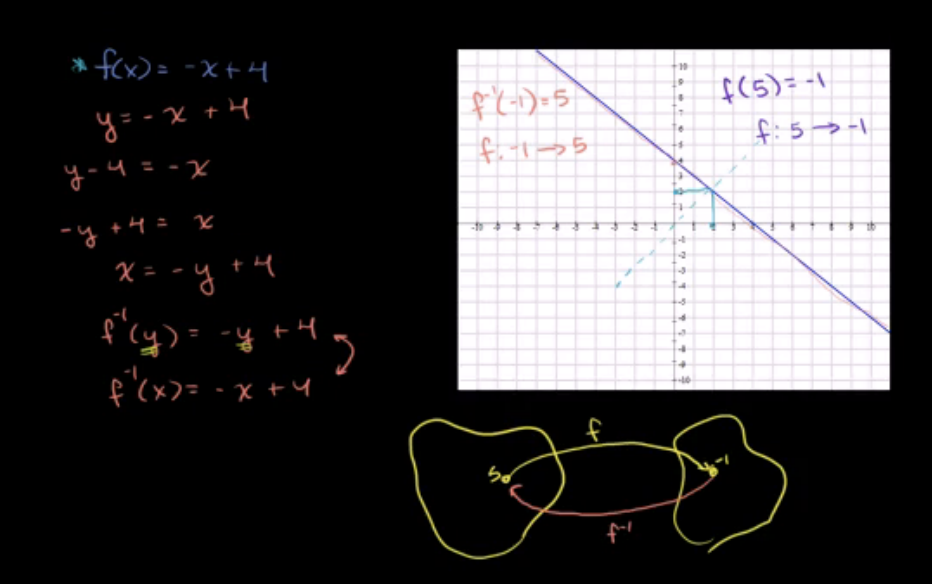 * f(x) = -x + 4
y = -x + 4
y - 4 = -x
-y + 4 = x
x = -y + 4
f⁻¹(y) = -y + 4
f⁻¹(x) = -x + 4
f⁻¹(-1) = 5
f: -1 → 5
f(5) = -1
f: 5 → -1
10
9
8
7
6
5
4
3
2
1
-10 -9 -8 -7 -6 -5 -4 -3 -2 -1 1 2 3 4 5 6 7 8 9 10
-1
-2
-3
-4
-5
-6
-7
-8
-9
-10
f
5
-1
f⁻¹